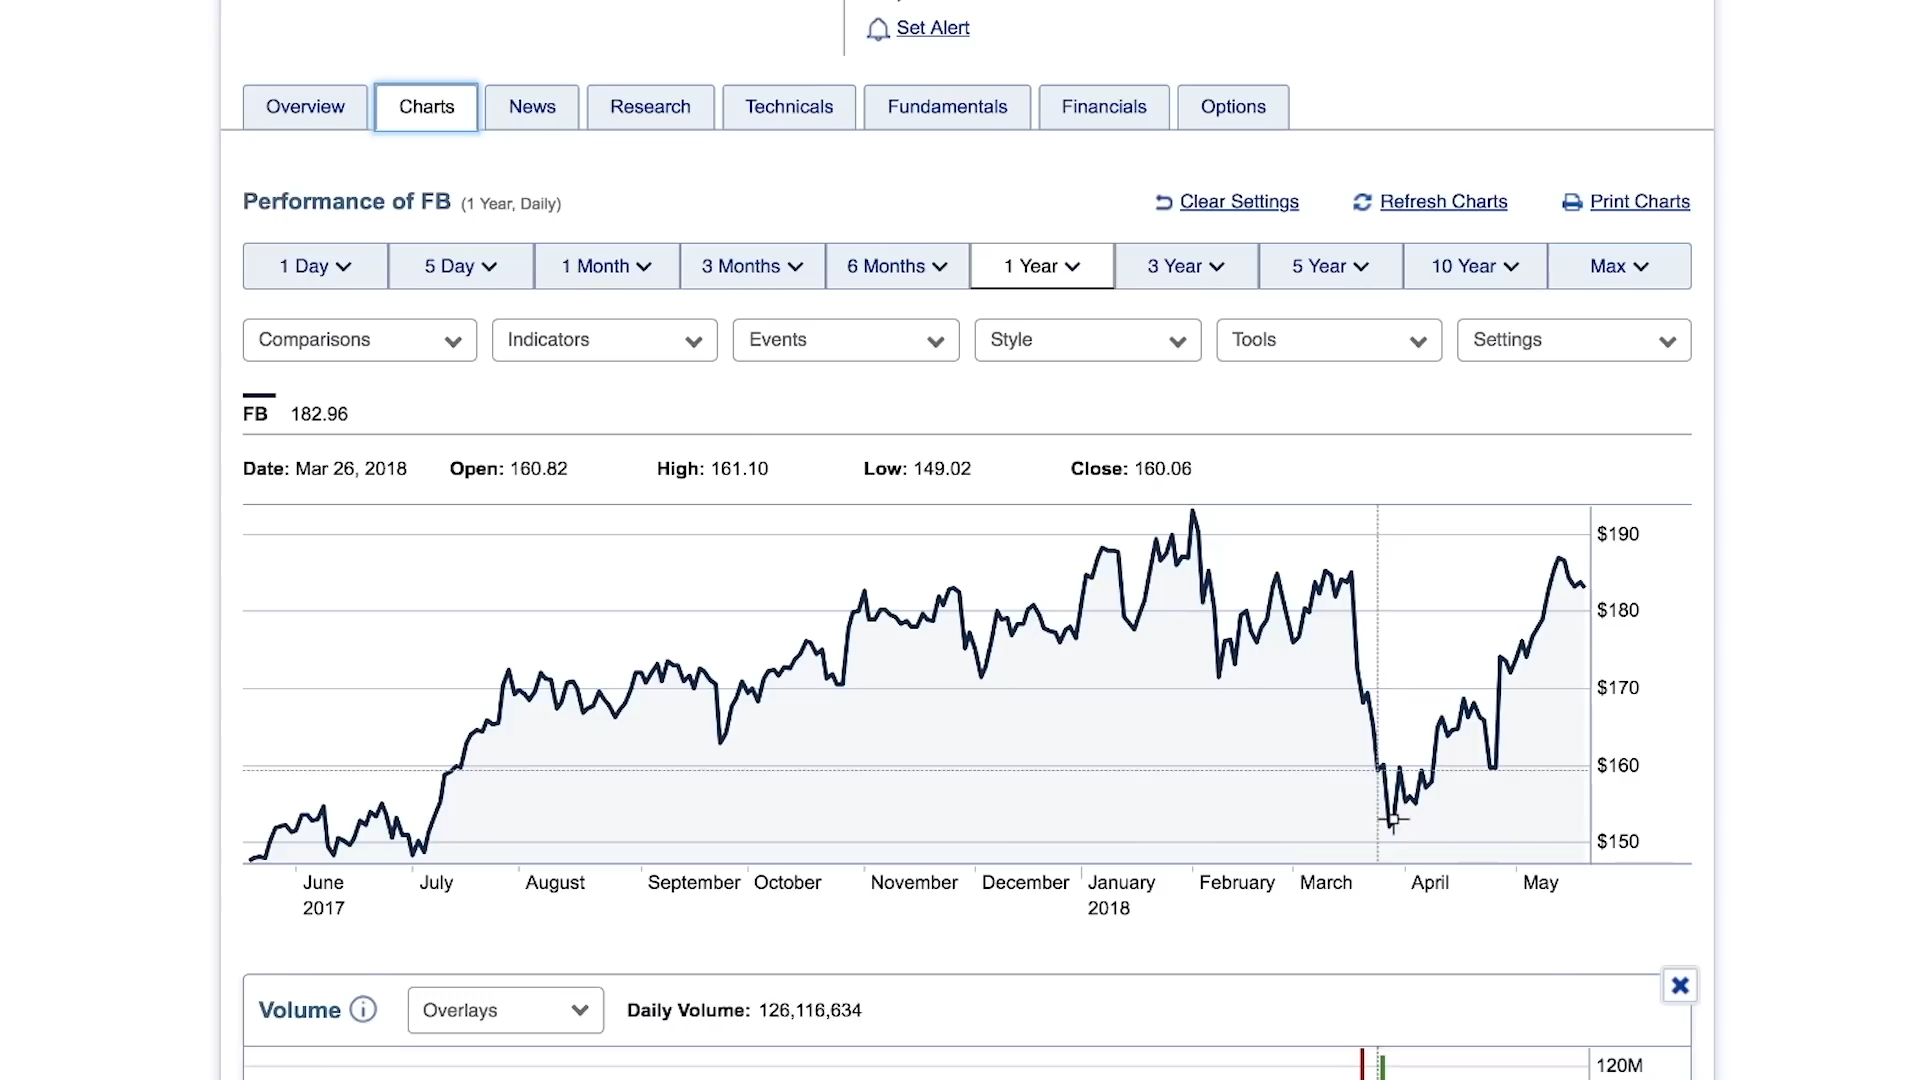 Set Alert
Overview Charts News Research Technicals Fundamentals Financials Options
Performance of FB (1 Year, Daily) Clear Settings Refresh Charts Print Charts
1 Day 5 Day 1 Month 3 Months 6 Months 1 Year 3 Year 5 Year 10 Year Max
Comparisons Indicators Events Style Tools Settings
FB 182.96
Date: Mar 26, 2018 Open: 160.82 High: 161.10 Low: 149.02 Close: 160.06
$190
$180
$170
$160
$150
June July August September October November December January February March April May
2017 2018
Volume i Overlays Daily Volume: 126,116,634
120M